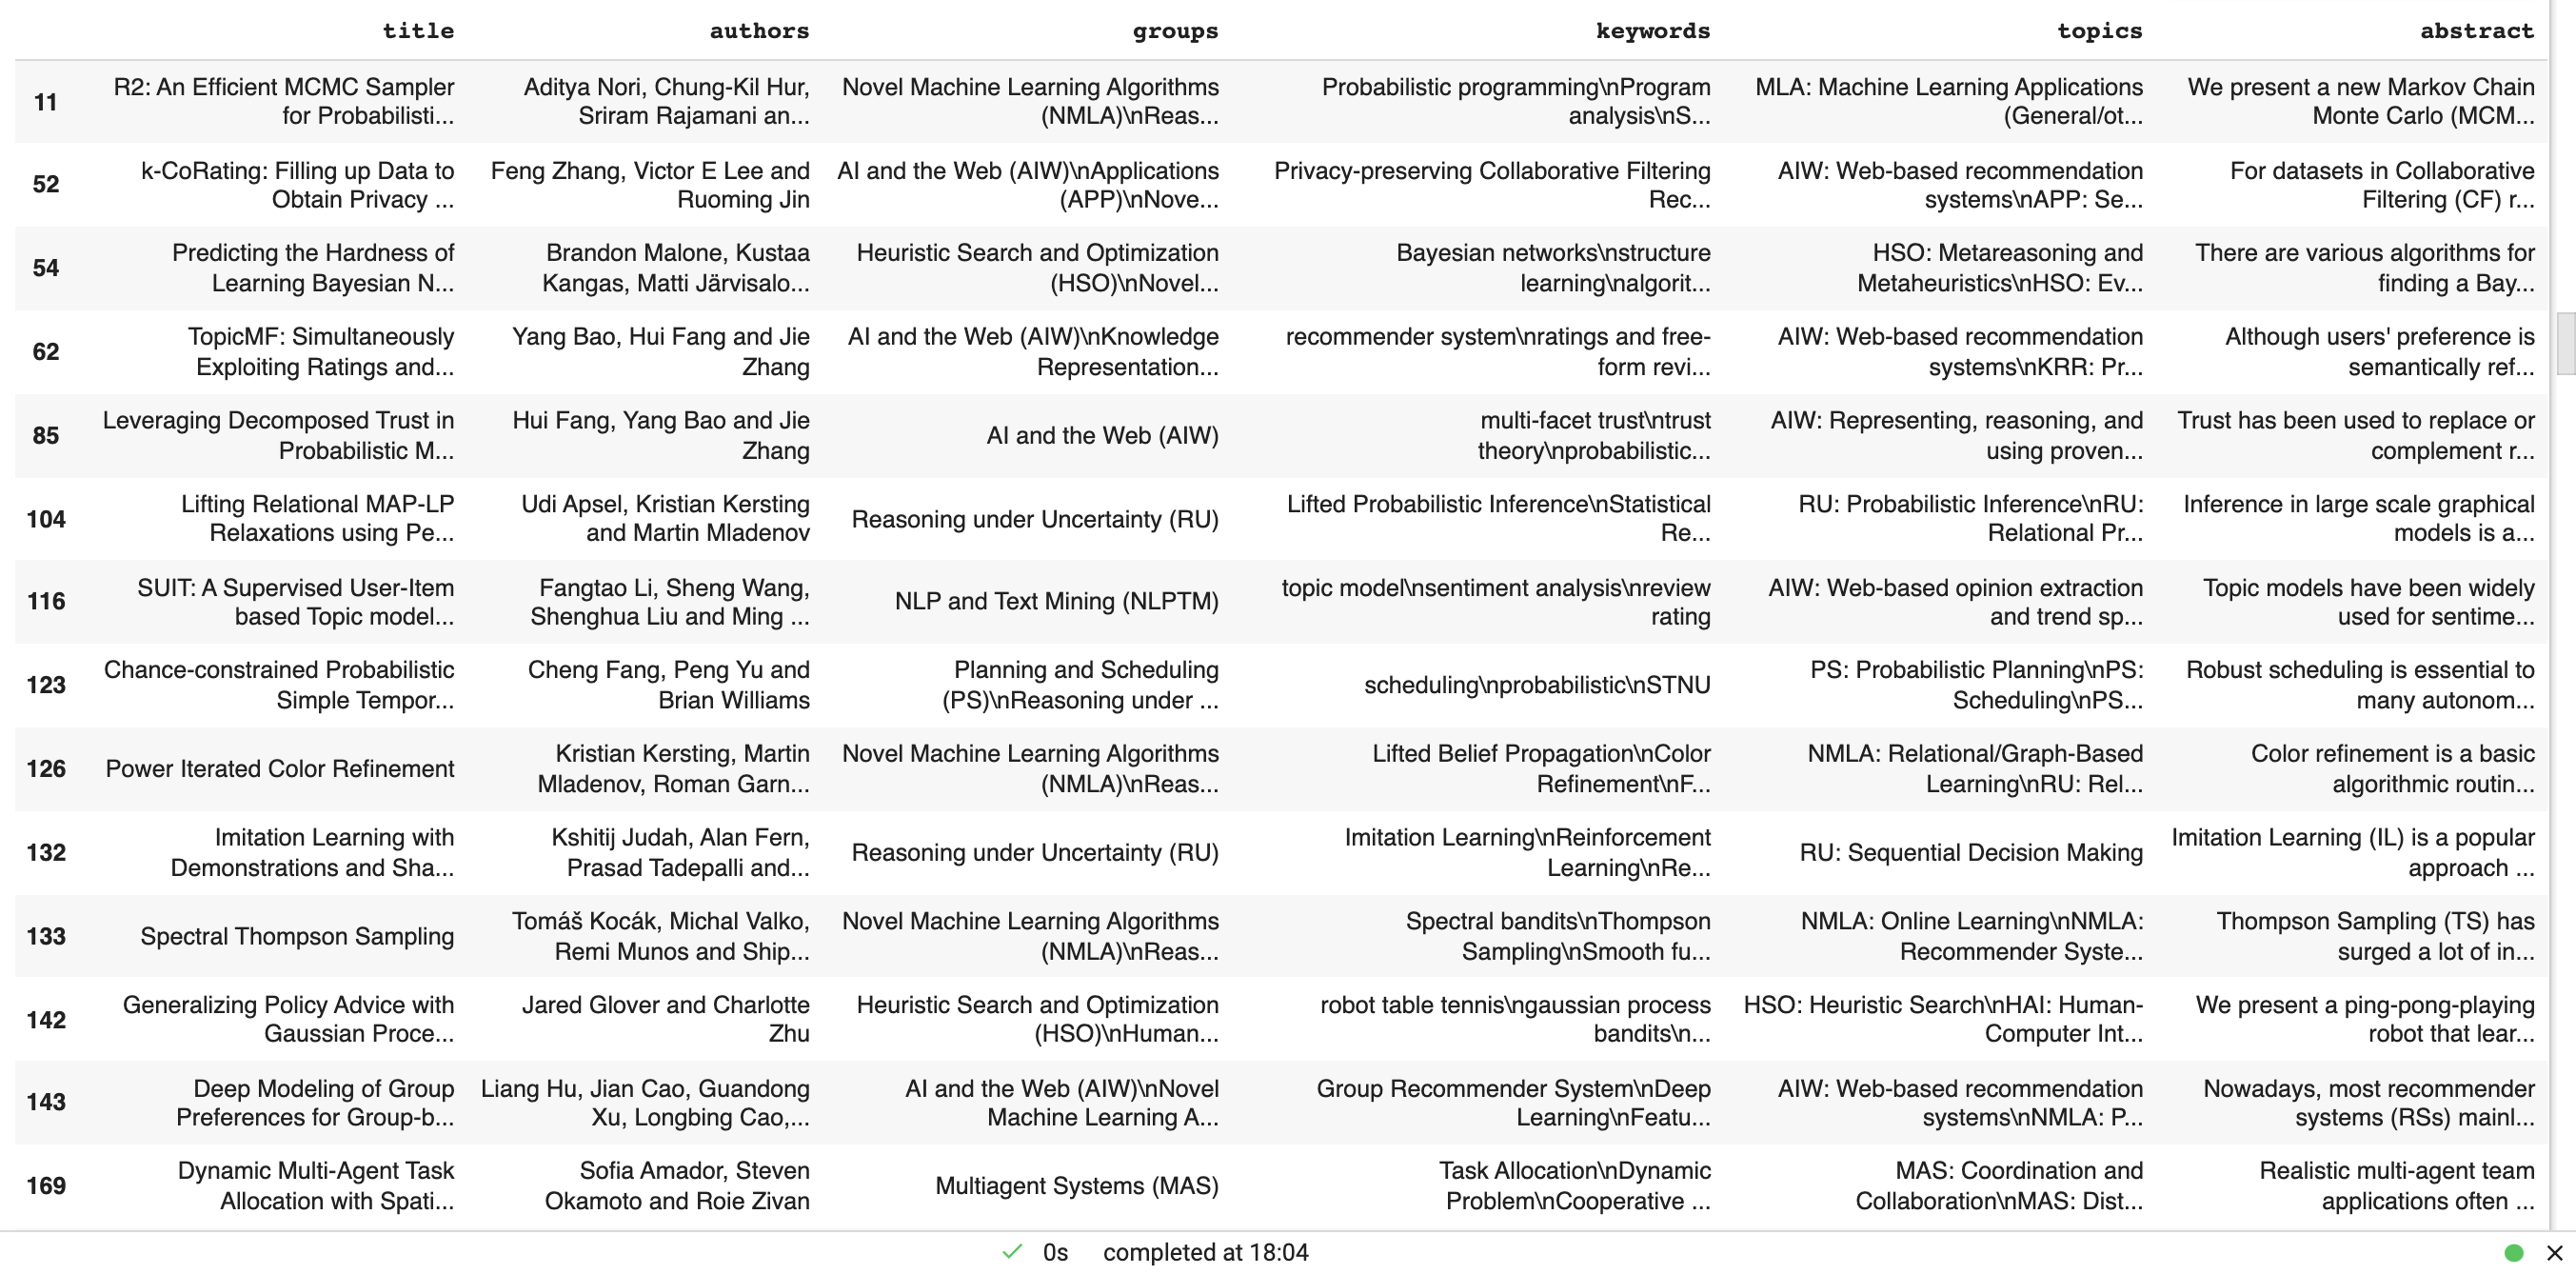 title authors groups keywords topics abstract
11 R2: An Efficient MCMC Sampler for Probabilisti... Aditya Nori, Chung-Kil Hur, Sriram Rajamani an... Novel Machine Learning Algorithms (NMLA)\nReas... Probabilistic programming\nProgram analysis\nS... MLA: Machine Learning Applications (General/ot... We present a new Markov Chain Monte Carlo (MCM...
52 k-CoRating: Filling up Data to Obtain Privacy ... Feng Zhang, Victor E Lee and Ruoming Jin AI and the Web (AIW)\nApplications (APP)\nNove... Privacy-preserving Collaborative Filtering Rec... AIW: Web-based recommendation systems\nAPP: Se... For datasets in Collaborative Filtering (CF) r...
54 Predicting the Hardness of Learning Bayesian N... Brandon Malone, Kustaa Kangas, Matti Järvisalo... Heuristic Search and Optimization (HSO)\nNovel... Bayesian networks\nstructure learning\nalgorit... HSO: Metareasoning and Metaheuristics\nHSO: Ev... There are various algorithms for finding a Bay...
62 TopicMF: Simultaneously Exploiting Ratings and... Yang Bao, Hui Fang and Jie Zhang AI and the Web (AIW)\nKnowledge Representation... recommender system\nratings and free-form revi... AIW: Web-based recommendation systems\nKRR: Pr... Although users' preference is semantically ref...
85 Leveraging Decomposed Trust in Probabilistic M... Hui Fang, Yang Bao and Jie Zhang AI and the Web (AIW) multi-facet trust\ntrust theory\nprobabilistic... AIW: Representing, reasoning, and using proven... Trust has been used to replace or complement r...
104 Lifting Relational MAP-LP Relaxations using Pe... Udi Apsel, Kristian Kersting and Martin Mladenov Reasoning under Uncertainty (RU) Lifted Probabilistic Inference\nStatistical Re... RU: Probabilistic Inference\nRU: Relational Pr... Inference in large scale graphical models is a...
116 SUIT: A Supervised User-Item based Topic model... Fangtao Li, Sheng Wang, Shenghua Liu and Ming ... NLP and Text Mining (NLPTM) topic model\nsentiment analysis\nreview rating AIW: Web-based opinion extraction and trend sp... Topic models have been widely used for sentime...
123 Chance-constrained Probabilistic Simple Tempor... Cheng Fang, Peng Yu and Brian Williams Planning and Scheduling (PS)\nReasoning under ... scheduling\nprobabilistic\nSTNU PS: Probabilistic Planning\nPS: Scheduling\nPS... Robust scheduling is essential to many autonom...
126 Power Iterated Color Refinement Kristian Kersting, Martin Mladenov, Roman Garn... Novel Machine Learning Algorithms (NMLA)\nReas... Lifted Belief Propagation\nColor Refinement\nF... NMLA: Relational/Graph-Based Learning\nRU: Rel... Color refinement is a basic algorithmic routin...
132 Imitation Learning with Demonstrations and Sha... Kshitij Judah, Alan Fern, Prasad Tadepalli and... Reasoning under Uncertainty (RU) Imitation Learning\nReinforcement Learning\nRe... RU: Sequential Decision Making Imitation Learning (IL) is a popular approach ...
133 Spectral Thompson Sampling Tomáš Kocák, Michal Valko, Remi Munos and Ship... Novel Machine Learning Algorithms (NMLA)\nReas... Spectral bandits\nThompson Sampling\nSmooth fu... NMLA: Online Learning\nNMLA: Recommender Syste... Thompson Sampling (TS) has surged a lot of in...
142 Generalizing Policy Advice with Gaussian Proce... Jared Glover and Charlotte Zhu Heuristic Search and Optimization (HSO)\nHuman... robot table tennis\ngaussian process bandits\n... HSO: Heuristic Search\nHAI: Human-Computer Int... We present a ping-pong-playing robot that lear...
143 Deep Modeling of Group Preferences for Group-b... Liang Hu, Jian Cao, Guandong Xu, Longbing Cao,... AI and the Web (AIW)\nNovel Machine Learning A... Group Recommender System\nDeep Learning\nFeatu... AIW: Web-based recommendation systems\nNMLA: P... Nowadays, most recommender systems (RSs) mainl...
169 Dynamic Multi-Agent Task Allocation with Spati... Sofia Amador, Steven Okamoto and Roie Zivan Multiagent Systems (MAS) Task Allocation\nDynamic Problem\nCooperative ... MAS: Coordination and Collaboration\nMAS: Dist... Realistic multi-agent team applications often ...
0s completed at 18:04